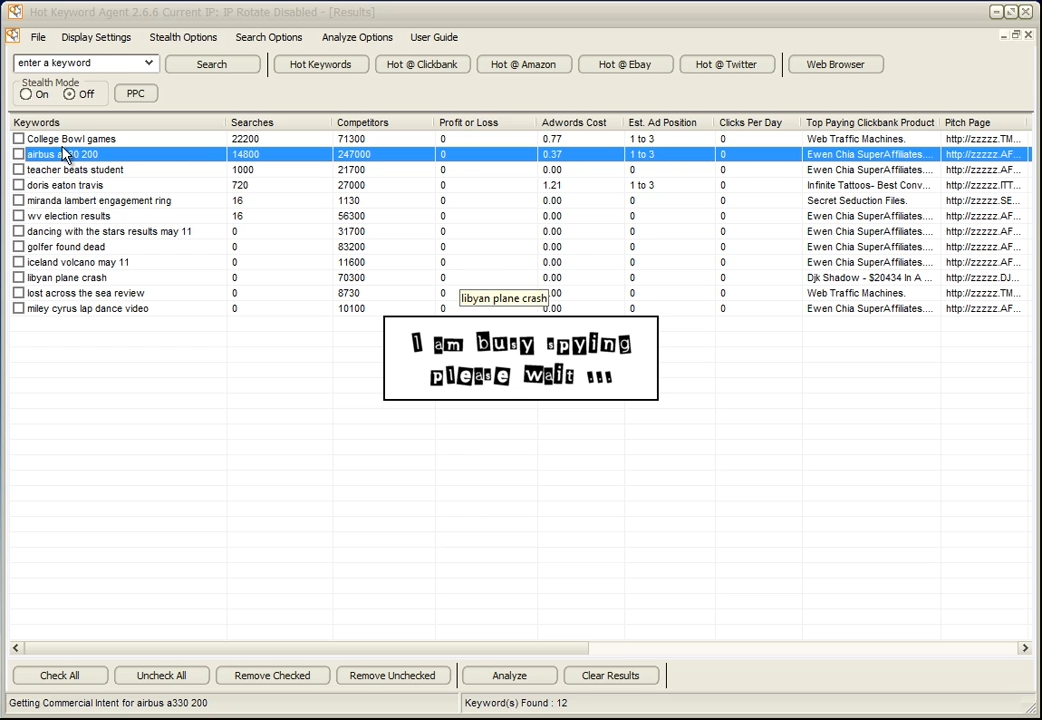 Hot Keyword Agent 2.6.6 Current IP: IP Rotate Disabled - [Results]
File Display Settings Stealth Options Search Options Analyze Options User Guide
enter a keyword Search Hot Keywords Hot @ Clickbank Hot @ Amazon Hot @ Ebay Hot @ Twitter Web Browser
Stealth Mode
On Off PPC
Keywords Searches Competitors Profit or Loss Adwords Cost Est. Ad Position Clicks Per Day Top Paying Clickbank Product Pitch Page
College Bowl games 22200 71300 0 0.77 1 to 3 0 Web Traffic Machines. http://zzzzz.TM...
airbus a330 200 14800 247000 0 0.37 1 to 3 0 Ewen Chia SuperAffiliates.... http://zzzzz.AF...
teacher beats student 1000 21700 0 0.00 0 0 Ewen Chia SuperAffiliates.... http://zzzzz.AF...
doris eaton travis 720 27000 0 1.21 1 to 3 0 Infinite Tattoos- Best Conv... http://zzzzz.ITT...
miranda lambert engagement ring 16 1130 0 0.00 0 0 Secret Seduction Files. http://zzzzz.SE...
wv election results 16 56300 0 0.00 0 0 Ewen Chia SuperAffiliates.... http://zzzzz.AF...
dancing with the stars results may 11 0 31700 0 0.00 0 0 Ewen Chia SuperAffiliates.... http://zzzzz.AF...
golfer found dead 0 83200 0 0.00 0 0 Ewen Chia SuperAffiliates.... http://zzzzz.AF...
iceland volcano may 11 0 11600 0 0.00 0 0 Ewen Chia SuperAffiliates.... http://zzzzz.AF...
libyan plane crash 0 70300 0 0.00 0 0 Djk Shadow - $20434 In A ... http://zzzzz.DJ...
lost across the sea review 0 8730 0 libyan plane crash .00 0 0 Web Traffic Machines. http://zzzzz.TM...
miley cyrus lap dance video 0 10100 0 0.00 0 0 Ewen Chia SuperAffiliates.... http://zzzzz.AF...
I am busy spying
please wait ...
Check All Uncheck All Remove Checked Remove Unchecked Analyze Clear Results
Getting Commercial Intent for airbus a330 200 Keyword(s) Found : 12